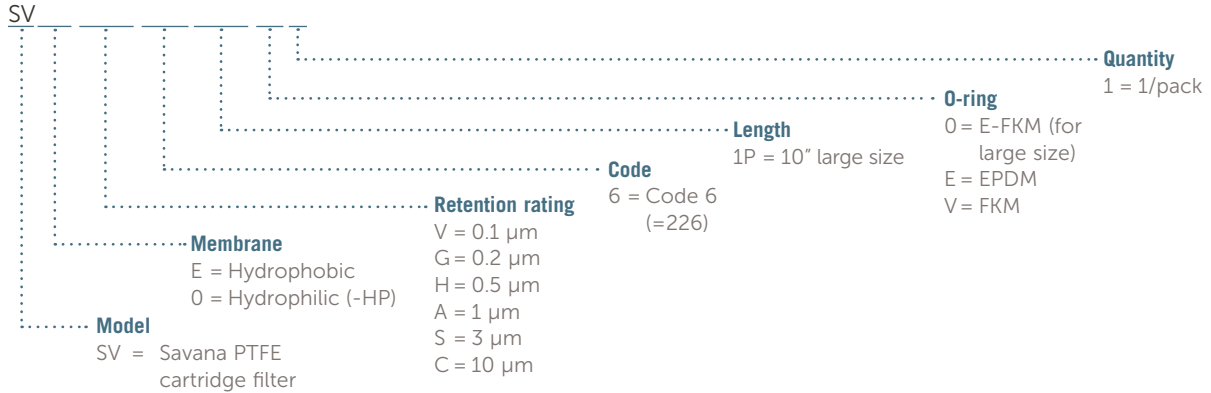 SV
Quantity
1 = 1/pack
O-ring
0 = E-FKM (for
large size)
E = EPDM
V = FKM
Length
1P = 10” large size
Code
6 = Code 6
(=226)
Retention rating
V = 0.1 µm
G = 0.2 µm
H = 0.5 µm
A = 1 µm
S = 3 µm
C = 10 µm
Membrane
E = Hydrophobic
0 = Hydrophilic (-HP)
Model
SV = Savana PTFE
cartridge filter